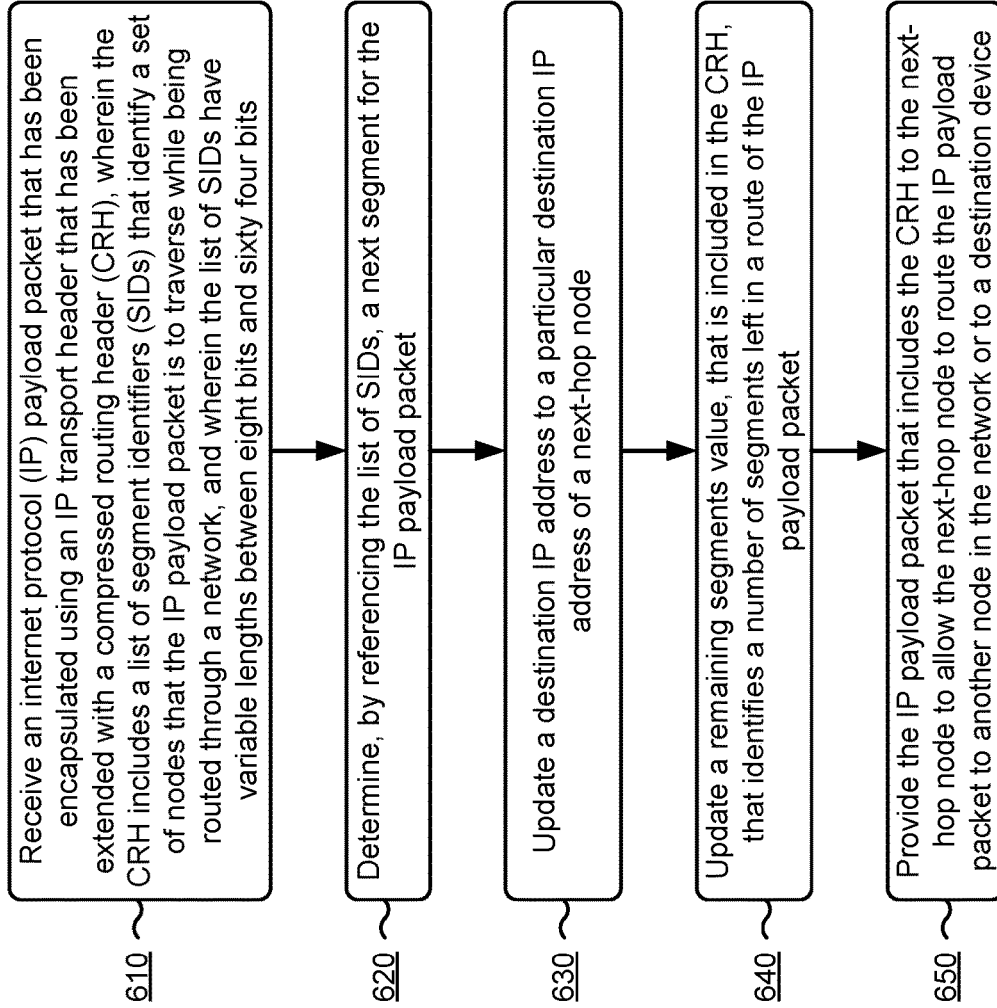 610
Receive an internet protocol (IP) payload packet that has been
encapsulated using an IP transport header that has been
extended with a compressed routing header (CRH), wherein the
CRH includes a list of segment identifiers (SIDs) that identify a set
of nodes that the IP payload packet is to traverse while being
routed through a network, and wherein the list of SIDs have
variable lengths between eight bits and sixty four bits
620
Determine, by referencing the list of SIDs, a next segment for the
IP payload packet
630
Update a destination IP address to a particular destination IP
address of a next-hop node
640
Update a remaining segments value, that is included in the CRH,
that identifies a number of segments left in a route of the IP
payload packet
650
Provide the IP payload packet that includes the CRH to the next-
hop node to allow the next-hop node to route the IP payload
packet to another node in the network or to a destination device